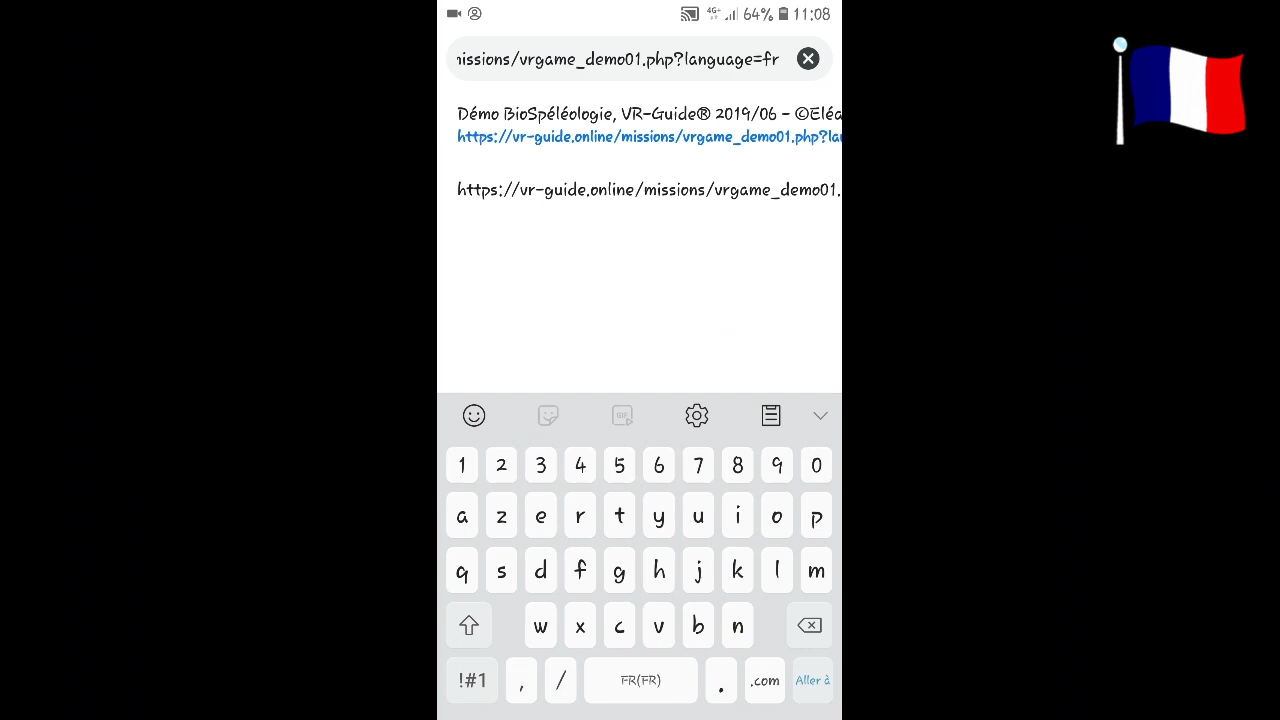 4G+ 64% 11:08
missions/vrgame_demo01.php?language=fr
Démo BioSpéléologie, VR-Guide® 2019/06 - ©Eléa
https://vr-guide.online/missions/vrgame_demo01.php?la
https://vr-guide.online/missions/vrgame_demo01.
GIF
1 2 3 4 5 6 7 8 9 0
a z e r t y u i o p
q s d f g h j k l m
w x c v b n
!#1 , / FR(FR) . .com Aller à